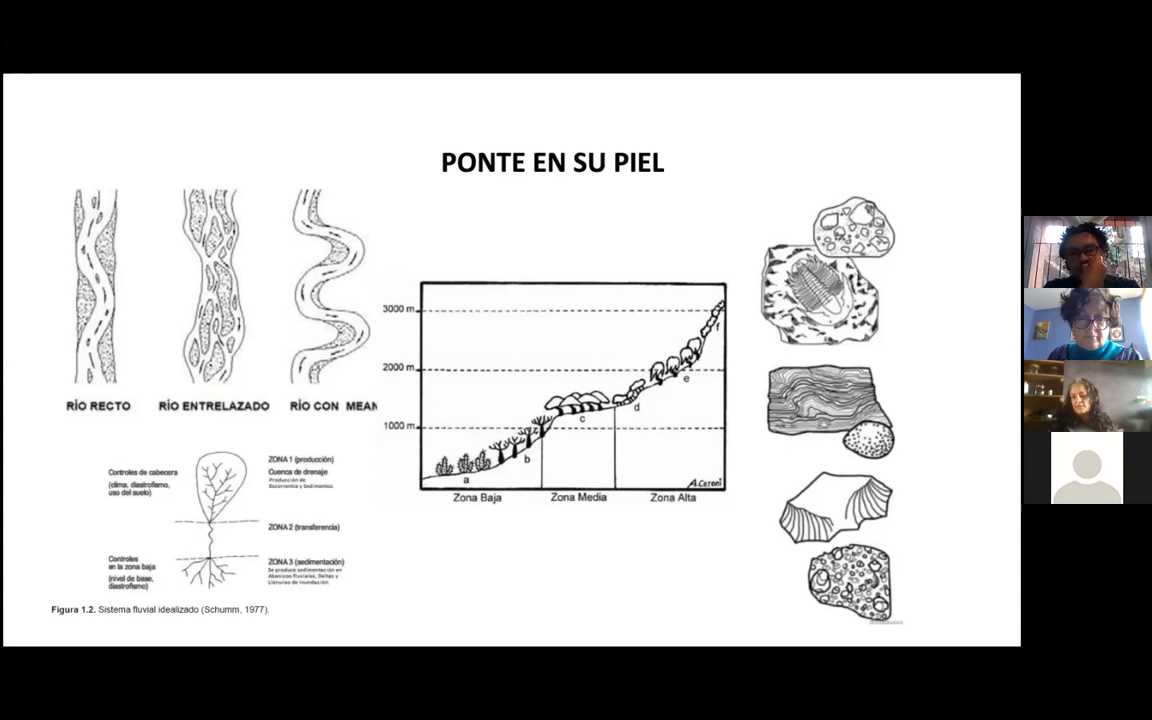 PONTE EN SU PIEL
RÍO RECTO
RÍO ENTRELAZADO
RÍO CON MEAN
Controles de cabecera
(clima, diastrofismo,
uso del suelo)
Controles
en la zona baja
(nivel de base,
diastrofismo)
ZONA 1 (producción)
Cuenca de drenaje
Producción de
Escorrientia y Sedimentos.
ZONA 2 (transferencia)
ZONA 3 (sedimentación)
Se produce sedimentación en
Abanicos fluviales, Deltas y
Llanuras de Inundación.
Figura 1.2. Sistema fluvial idealizado (Schumm, 1977).
3000 m
2000 m
1000 m
a
b
c
d
e
f
A. Ceroni
Zona Baja
Zona Media
Zona Alta